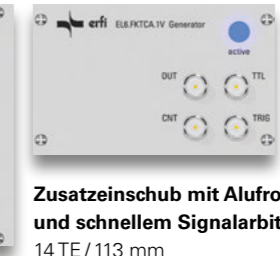 erfi EL6.FKTCA.1V Generator
active
OUT TTL
CNT TRIG
Zusatzeinschub mit Alufro
und schnellem Signalarbit
14 TE / 113 mm